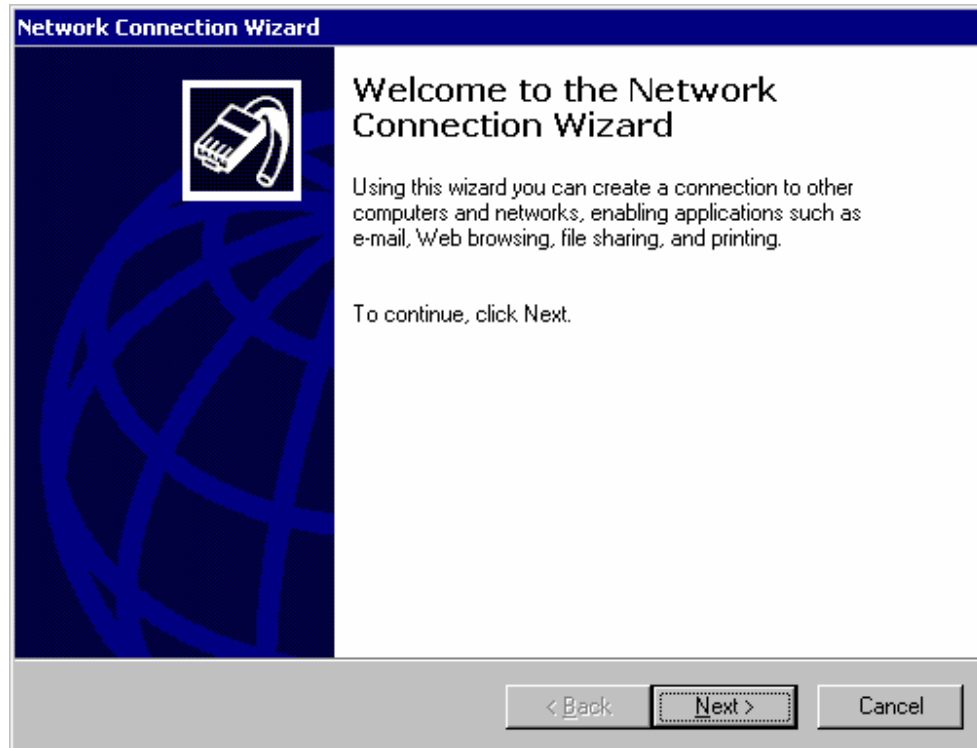 Network Connection Wizard
Welcome to the Network
Connection Wizard
Using this wizard you can create a connection to other
computers and networks, enabling applications such as
e-mail, Web browsing, file sharing, and printing.
To continue, click Next.
< Back
Next >
Cancel